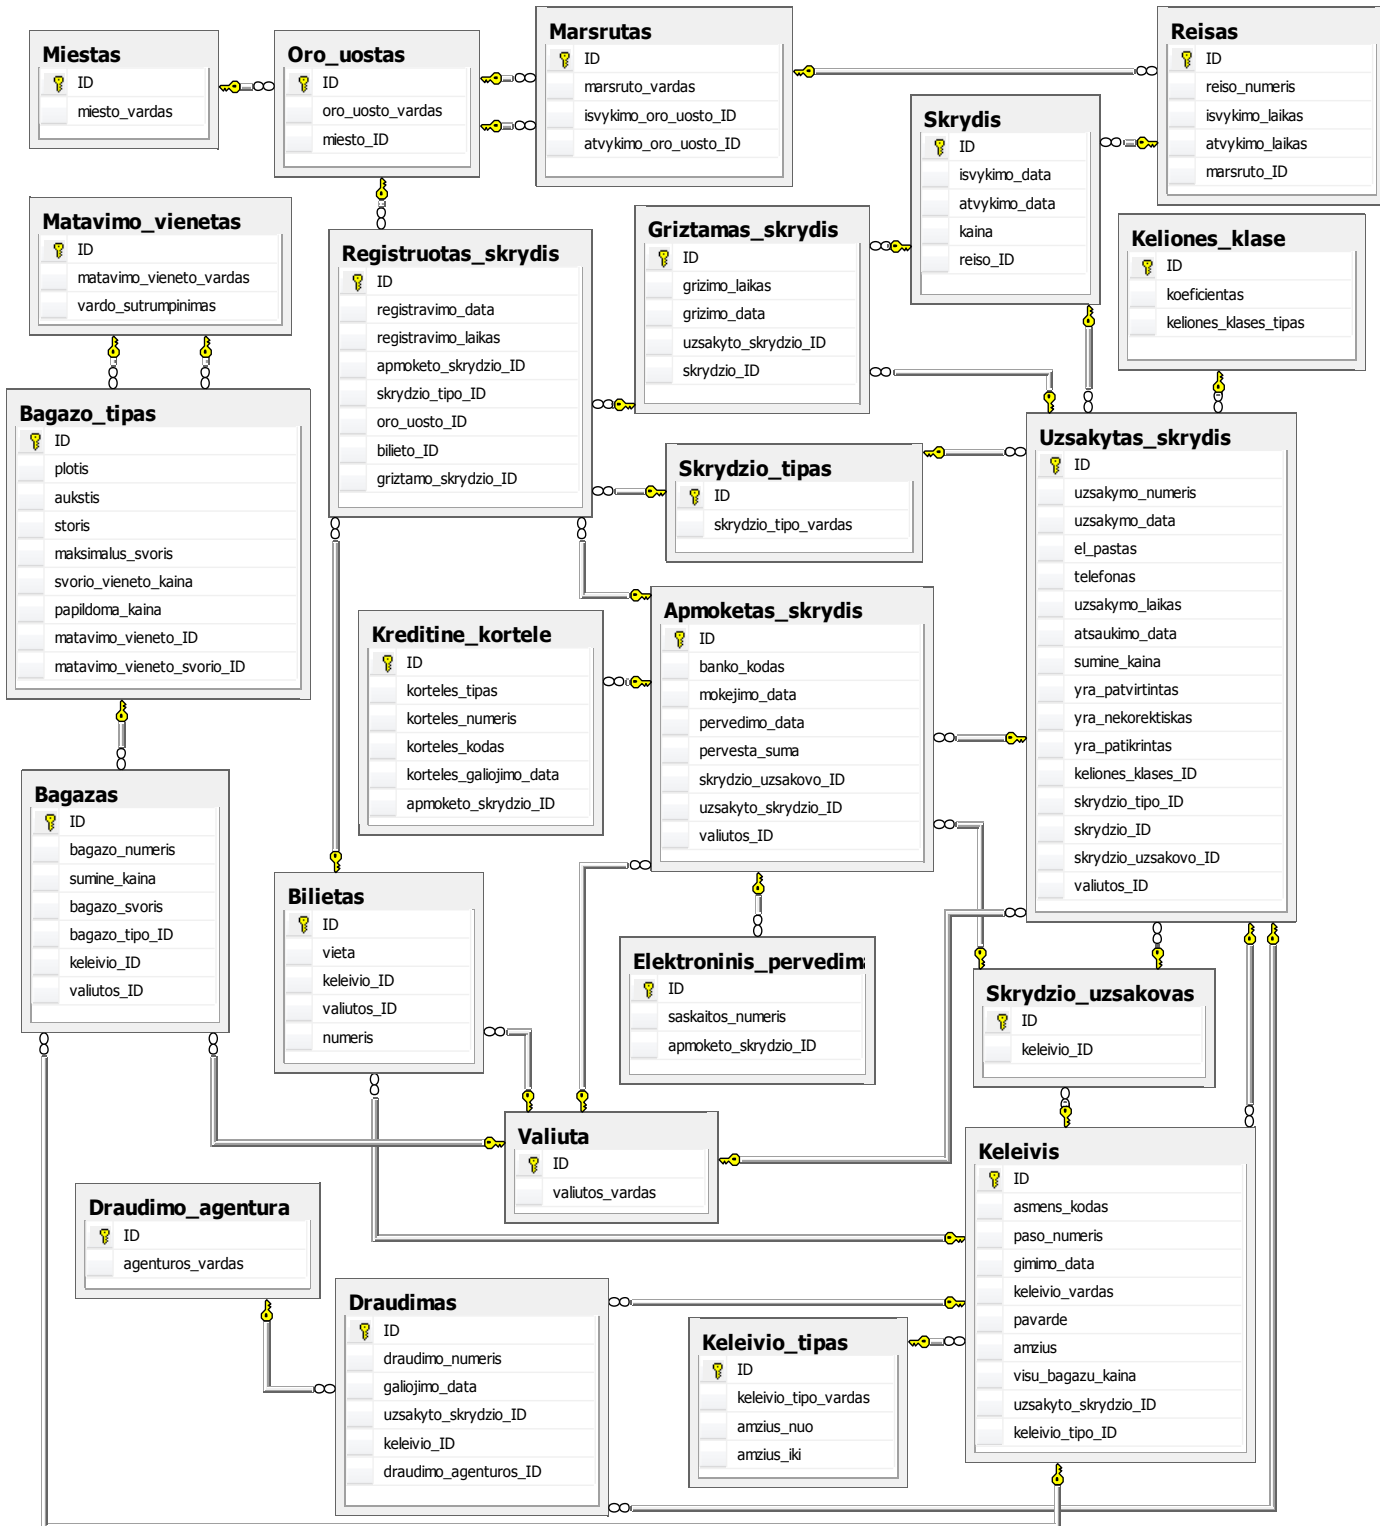 Miestas
ID
miesto_vardas
Oro_uostas
ID
oro_uosto_vardas
miesto_ID
Marsrutas
ID
marsruto_vardas
isvykimo_oro_uosto_ID
atvykimo_oro_uosto_ID
Reisas
ID
reiso_numeris
isvykimo_laikas
atvykimo_laikas
marsruto_ID
Skrydis
ID
isvykimo_data
atvykimo_data
kaina
reiso_ID
Matavimo_vienetas
ID
matavimo_vieneto_vardas
vardo_sutrumpinimas
Registruotas_skrydis
ID
registravimo_data
registravimo_laikas
apmoketo_skrydzio_ID
skrydzio_tipo_ID
oro_uosto_ID
bilieto_ID
griztamo_skrydzio_ID
Griztamas_skrydis
ID
grizimo_laikas
grizimo_data
uzsakyto_skrydzio_ID
skrydzio_ID
Keliones_klase
ID
koeficientas
keliones_klases_tipas
Bagazo_tipas
ID
plotis
aukstis
storis
maksimalus_svoris
svorio_vieneto_kaina
papildoma_kaina
matavimo_vieneto_ID
matavimo_vieneto_svorio_ID
Skrydzio_tipas
ID
skrydzio_tipo_vardas
Uzsakytas_skrydis
ID
uzsakymo_numeris
uzsakymo_data
el_pastas
telefonas
uzsakymo_laikas
atsaukimo_data
sumine_kaina
yra_patvirtintas
yra_nekorektiskas
yra_patikrintas
keliones_klases_ID
skrydzio_tipo_ID
skrydzio_ID
skrydzio_uzsakovo_ID
valiutos_ID
Kreditine_kortele
ID
korteles_tipas
korteles_numeris
korteles_kodas
korteles_galiojimo_data
apmoketo_skrydzio_ID
Apmoketas_skrydis
ID
banko_kodas
mokejimo_data
pervedimo_data
pervesta_suma
skrydzio_uzsakovo_ID
uzsakyto_skrydzio_ID
valiutos_ID
Bagazas
ID
bagazo_numeris
sumine_kaina
bagazo_svoris
bagazo_tipo_ID
keleivio_ID
valiutos_ID
Bilietas
ID
vieta
keleivio_ID
valiutos_ID
numeris
Elektroninis_pervedima
ID
saskaitos_numeris
apmoketo_skrydzio_ID
Skrydzio_uzsakovas
ID
keleivio_ID
Valiuta
ID
valiutos_vardas
Keleivis
ID
asmens_kodas
paso_numeris
gimimo_data
keleivio_vardas
pavarde
amzius
visu_bagazu_kaina
uzsakyto_skrydzio_ID
keleivio_tipo_ID
Draudimo_agentura
ID
agenturos_vardas
Draudimas
ID
draudimo_numeris
galiojimo_data
uzsakyto_skrydzio_ID
keleivio_ID
draudimo_agenturos_ID
Keleivio_tipas
ID
keleivio_tipo_vardas
amzius_nuo
amzius_iki